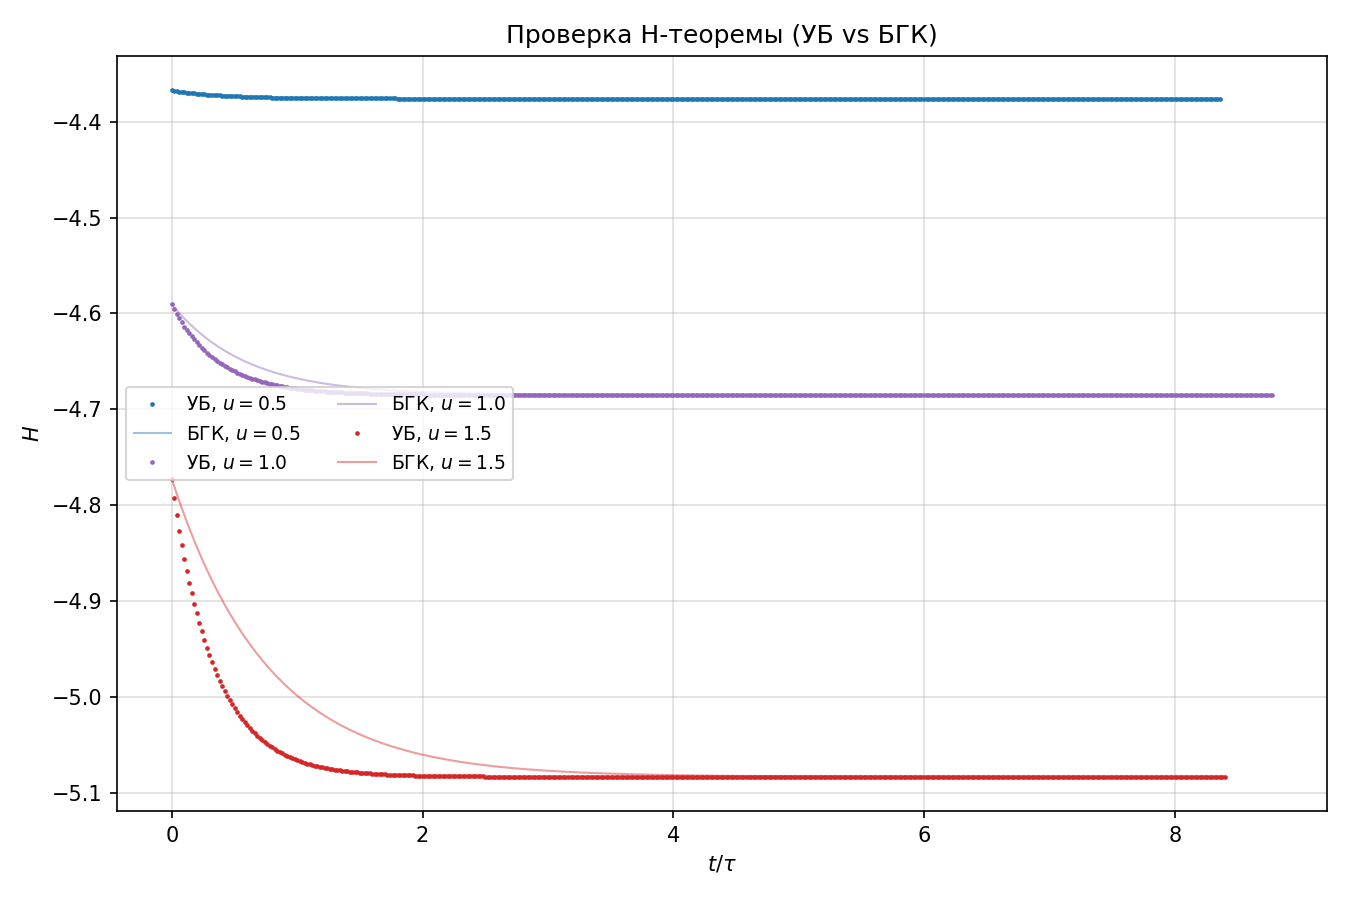 Проверка H-теоремы (УБ vs БГК)
H
−4.4
−4.5
−4.6
−4.7
−4.8
−4.9
−5.0
−5.1
УБ, u = 0.5
БГК, u = 0.5
УБ, u = 1.0
БГК, u = 1.0
УБ, u = 1.5
БГК, u = 1.5
0 2 4 6 8
t/τ